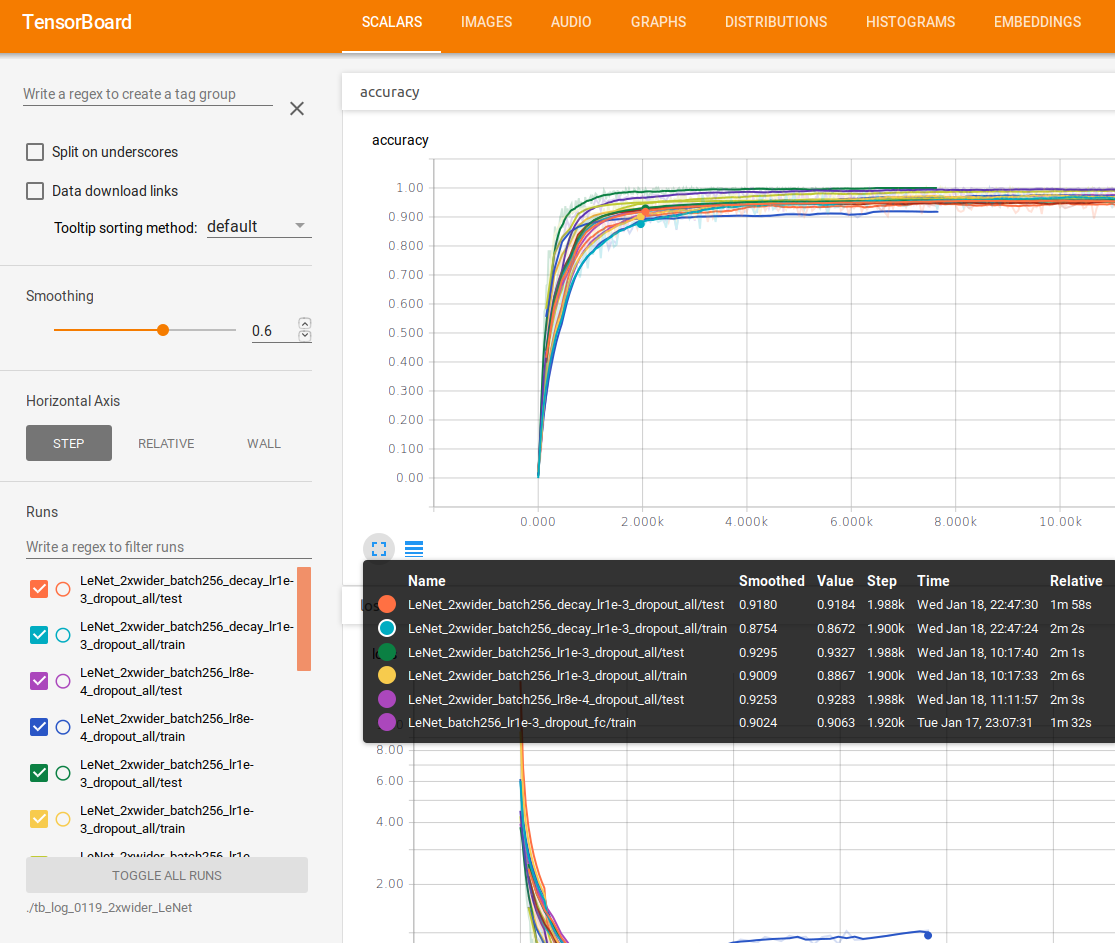 TensorBoard
SCALARS IMAGES AUDIO GRAPHS DISTRIBUTIONS HISTOGRAMS EMBEDDINGS
Write a regex to create a tag group
Split on underscores
Data download links
Tooltip sorting method: default
Smoothing
0.6
Horizontal Axis
STEP RELATIVE WALL
Runs
Write a regex to filter runs
LeNet_2xwider_batch256_decay_lr1e-
3_dropout_all/test
LeNet_2xwider_batch256_decay_lr1e-
3_dropout_all/train
LeNet_2xwider_batch256_lr8e-
4_dropout_all/test
LeNet_2xwider_batch256_lr8e-
4_dropout_all/train
LeNet_2xwider_batch256_lr1e-
3_dropout_all/test
LeNet_2xwider_batch256_lr1e-
3_dropout_all/train
TOGGLE ALL RUNS
./tb_log_0119_2xwider_LeNet
accuracy
accuracy
1.00
0.900
0.800
0.700
0.600
0.500
0.400
0.300
0.200
0.100
0.00
0.000 2.000k 4.000k 6.000k 8.000k 10.00k
Name Smoothed Value Step Time Relative
LeNet_2xwider_batch256_decay_lr1e-3_dropout_all/test 0.9180 0.9184 1.988k Wed Jan 18, 22:47:30 1m 58s
LeNet_2xwider_batch256_decay_lr1e-3_dropout_all/train 0.8754 0.8672 1.900k Wed Jan 18, 22:47:24 2m 2s
LeNet_2xwider_batch256_lr1e-3_dropout_all/test 0.9295 0.9327 1.988k Wed Jan 18, 10:17:40 2m 1s
LeNet_2xwider_batch256_lr1e-3_dropout_all/train 0.9009 0.8867 1.900k Wed Jan 18, 10:17:33 2m 6s
LeNet_2xwider_batch256_lr8e-4_dropout_all/test 0.9253 0.9283 1.988k Wed Jan 18, 11:11:57 2m 3s
LeNet_batch256_lr1e-3_dropout_fc/train 0.9024 0.9063 1.920k Tue Jan 17, 23:07:31 1m 32s
8.00
6.00
4.00
2.00